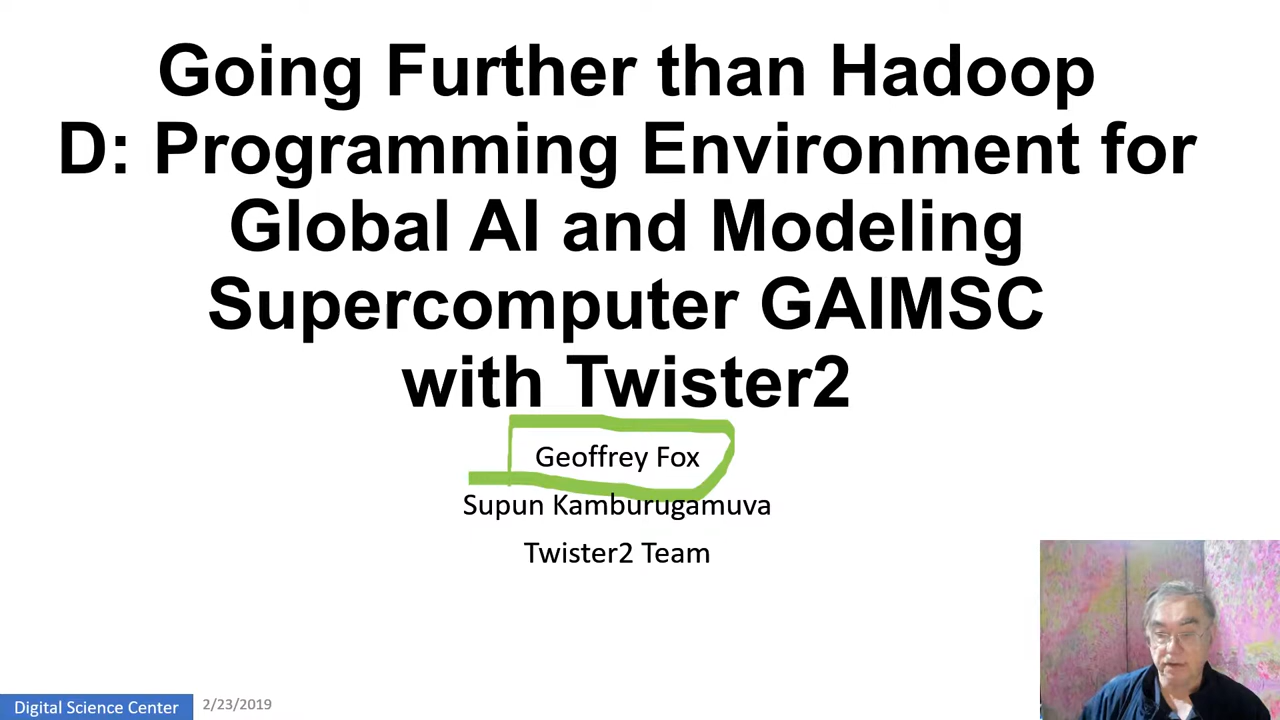 Going Further than Hadoop
D: Programming Environment for
Global AI and Modeling
Supercomputer GAIMSC
with Twister2
Geoffrey Fox
Supun Kamburugamuva
Twister2 Team
Digital Science Center
2/23/2019